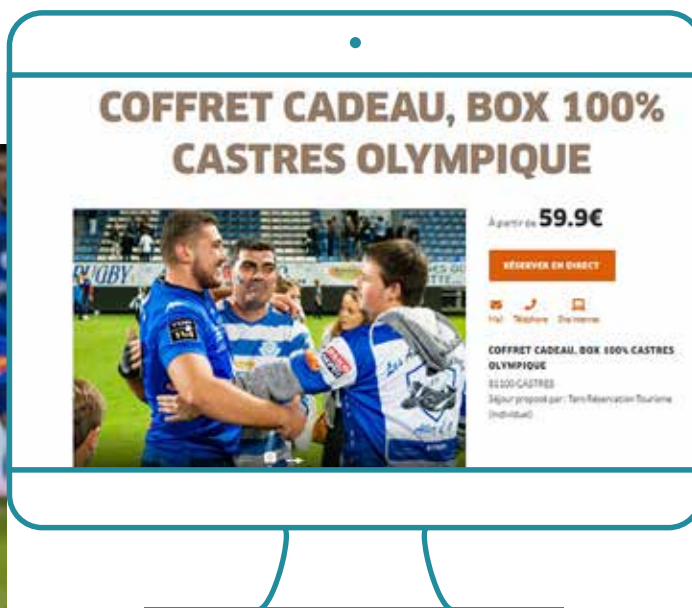 COFFRET CADEAU, BOX 100%
CASTRES OLYMPIQUE
À partir de 59.9€
RÉSERVER EN DIRECT
Mail Téléphone Site internet
COFFRET CADEAU, BOX 100% CASTRES
OLYMPIQUE
81100 CASTRES
Séjour proposé par : Tarn Réservation Tourisme
(individuel)
RUGBY